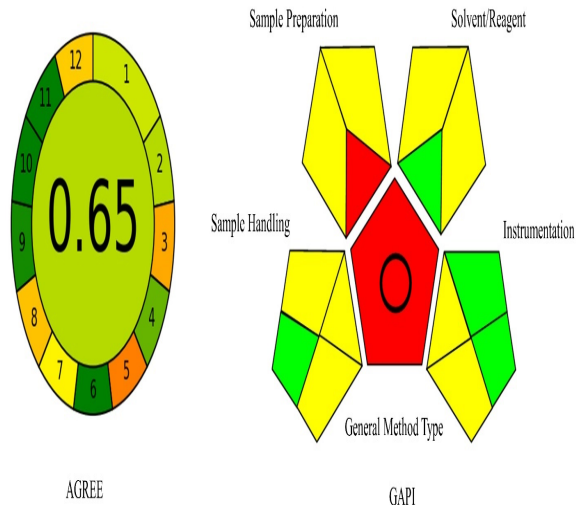 12
1
11
2
10
0.65
3
9
4
8
5
7
6
AGREE
Sample Preparation
Solvent/Reagent
Sample Handling
Instrumentation
General Method Type
GAPI